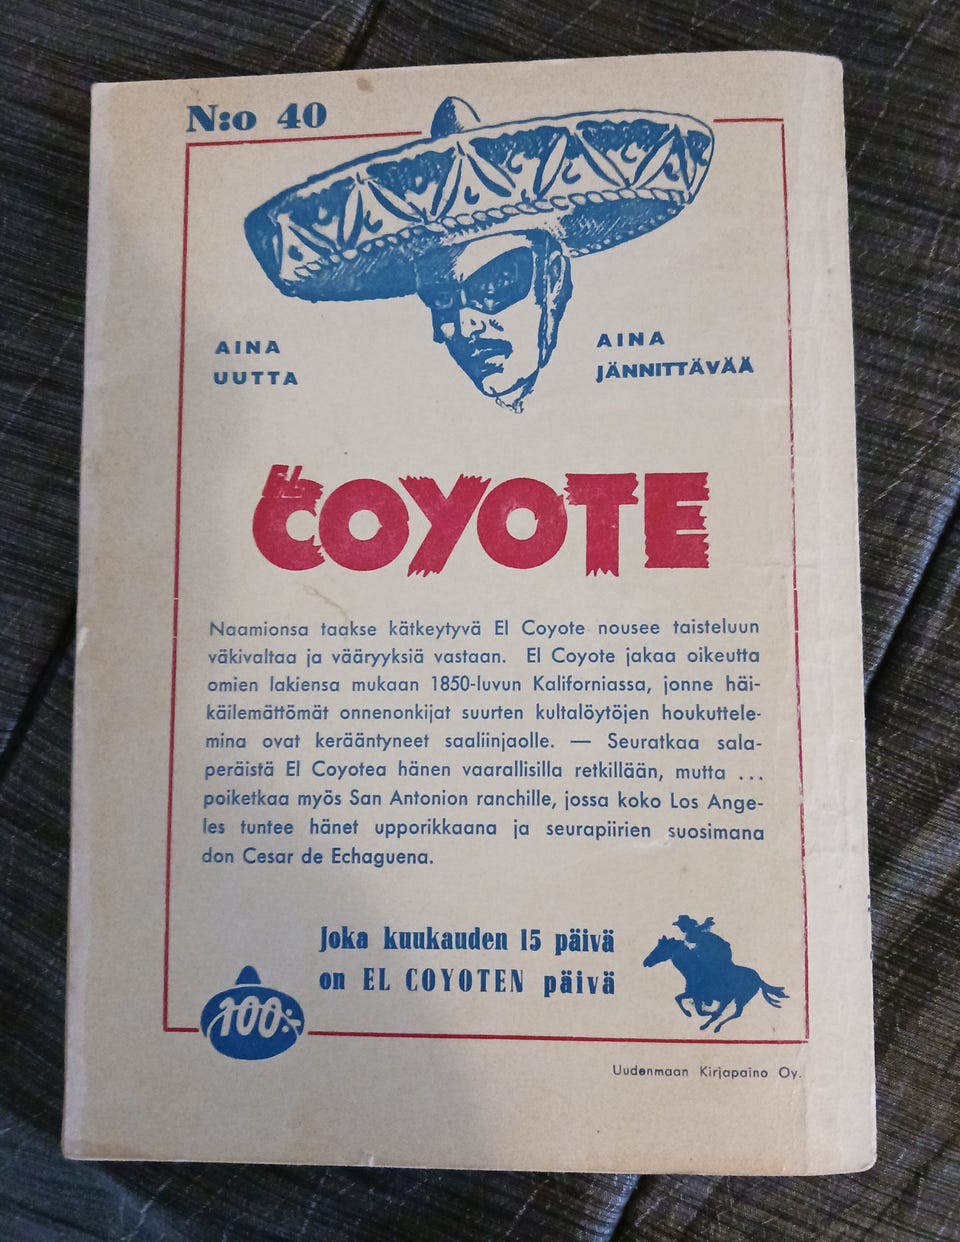 N:o 40
AINA
UUTTA
AINA
JÄNNITTÄVÄÄ
EL
COYOTE
Naamionsa taakse kätkeytyvä El Coyote nousee taisteluun
väkivaltaa ja vääryyksiä vastaan. El Coyote jakaa oikeutta
omien lakiensa mukaan 1850-luvun Kaliforniassa, jonne häi-
käilemättömät onnenonkijat suurten kultalöytöjen houkuttele-
mina ovat kerääntyneet saaliinjaolle. — Seuratkaa sala-
peräistä El Coyotea hänen vaarallisilla retkillään, mutta ...
poiketkaa myös San Antonion ranchille, jossa koko Los Ange-
les tuntee hänet upporikkaana ja seurapiirien suosimana
don Cesar de Echaguena.
Joka kuukauden 15 päivä
on EL COYOTEN päivä
100:-
Uudenmaan Kirjapaino Oy.